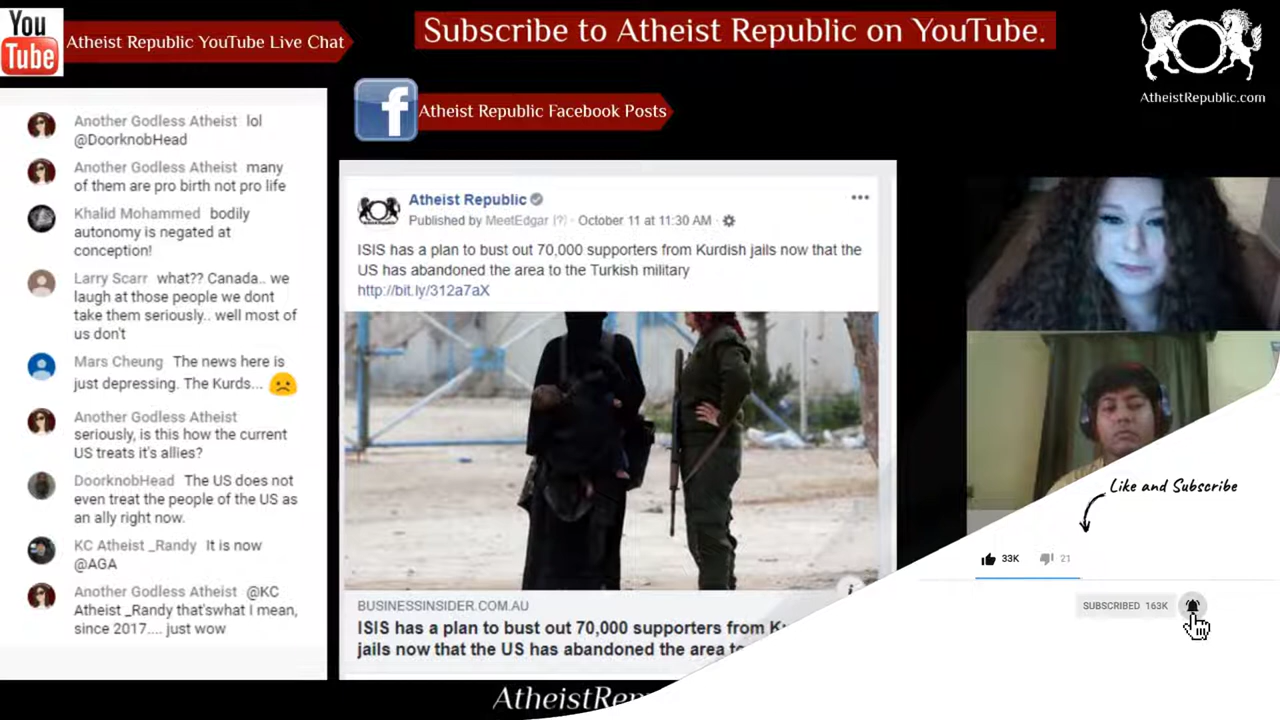 You
Tube
Atheist Republic YouTube Live Chat
Subscribe to Atheist Republic on YouTube.
AtheistRepublic.com
f
Atheist Republic Facebook Posts
Another Godless Atheist lol
@DoorknobHead
Another Godless Atheist many
of them are pro birth not pro life
Khalid Mohammed bodily
autonomy is negated at
conception!
Larry Scarr what?? Canada.. we
laugh at those people we dont
take them seriously.. well most of
us don't
Mars Cheung The news here is
just depressing. The Kurds...
Another Godless Atheist
seriously, is this how the current
US treats it's allies?
DoorknobHead The US does not
even treat the people of the US as
an ally right now.
KC Atheist _Randy It is now
@AGA
Another Godless Atheist @KC
Atheist _Randy that'swhat I mean,
since 2017.... just wow
Atheist Republic
Published by MeetEdgar [?] · October 11 at 11:30 AM ·
ISIS has a plan to bust out 70,000 supporters from Kurdish jails now that the
US has abandoned the area to the Turkish military
http://bit.ly/312a7aX
BUSINESSINSIDER.COM.AU
ISIS has a plan to bust out 70,000 supporters from K
jails now that the US has abandoned the area to
Like and Subscribe
33K 21
SUBSCRIBED 163K
AtheistRep